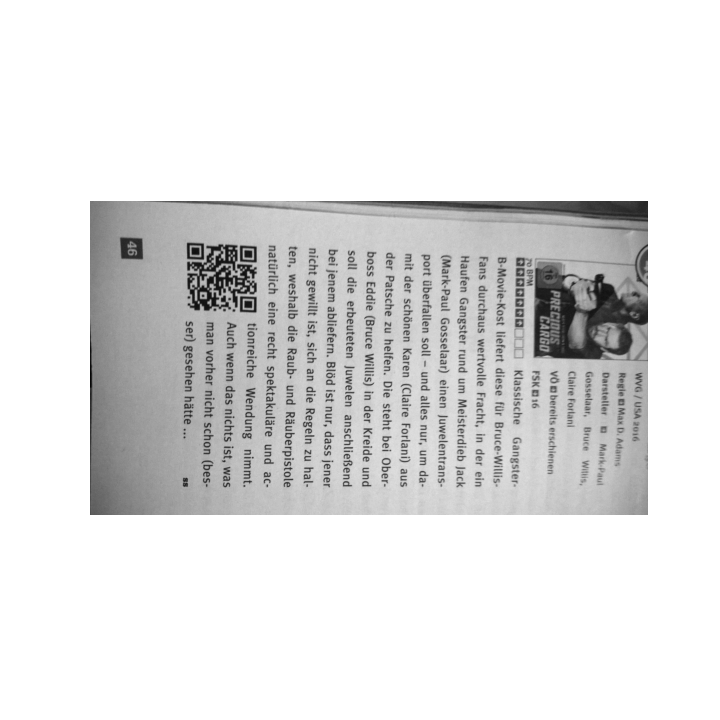 WVG / USA 2016
Regie Max D. Adams
Darsteller Mark-Paul
Gosselaar, Bruce Willis,
Claire Forlani
VÖ bereits erschienen
FSK 16
16
PRECIOUS
CARGO
70 BPM
Klassische Gangster-
B-Movie-Kost liefert diese für Bruce-Willis-
Fans durchaus wertvolle Fracht, in der ein
Haufen Gangster rund um Meisterdieb Jack
(Mark-Paul Gosselaar) einen Juwelentrans-
port überfallen soll – und alles nur, um da-
mit der schönen Karen (Claire Forlani) aus
der Patsche zu helfen. Die steht bei Ober-
boss Eddie (Bruce Willis) in der Kreide und
soll die erbeuteten Juwelen anschließend
bei jenem abliefern. Blöd ist nur, dass jener
nicht gewillt ist, sich an die Regeln zu hal-
ten, weshalb die Raub- und Räuberpistole
natürlich eine recht spektakuläre und ac-
tionreiche Wendung nimmt.
Auch wenn das nichts ist, was
man vorher nicht schon (bes-
ser) gesehen hätte ...
ss
46